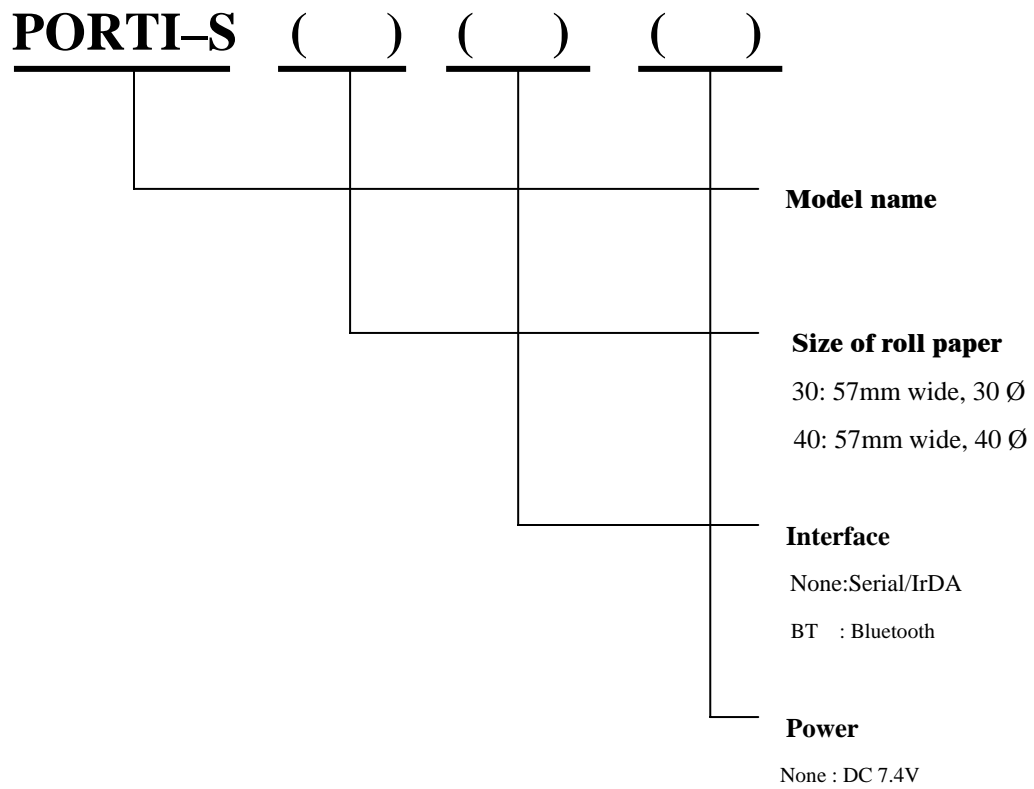 PORTI–S ( ) ( ) ( )
Model name
Size of roll paper
30: 57mm wide, 30 Ø
40: 57mm wide, 40 Ø
Interface
None:Serial/IrDA
BT : Bluetooth
Power
None : DC 7.4V